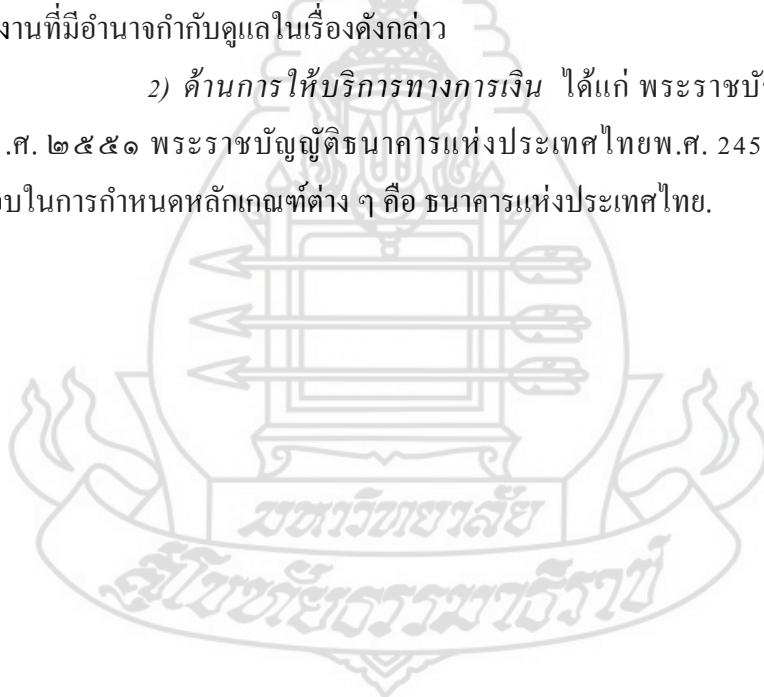 งานที่มีอำนาจกำกับดูแลในเรื่องดังกล่าว
2) ด้านการให้บริการทางการเงิน ได้แก่ พระราชบั
.ศ. ๒๕๕๑ พระราชบัญญัติธนาคารแห่งประเทศไทยพ.ศ. 245
อบในการกำหนดหลักเกณฑ์ต่าง ๆ คือ ธนาคารแห่งประเทศไทย.
มหาวิทยาลัย
สุโขทัยธรรมาธิราช